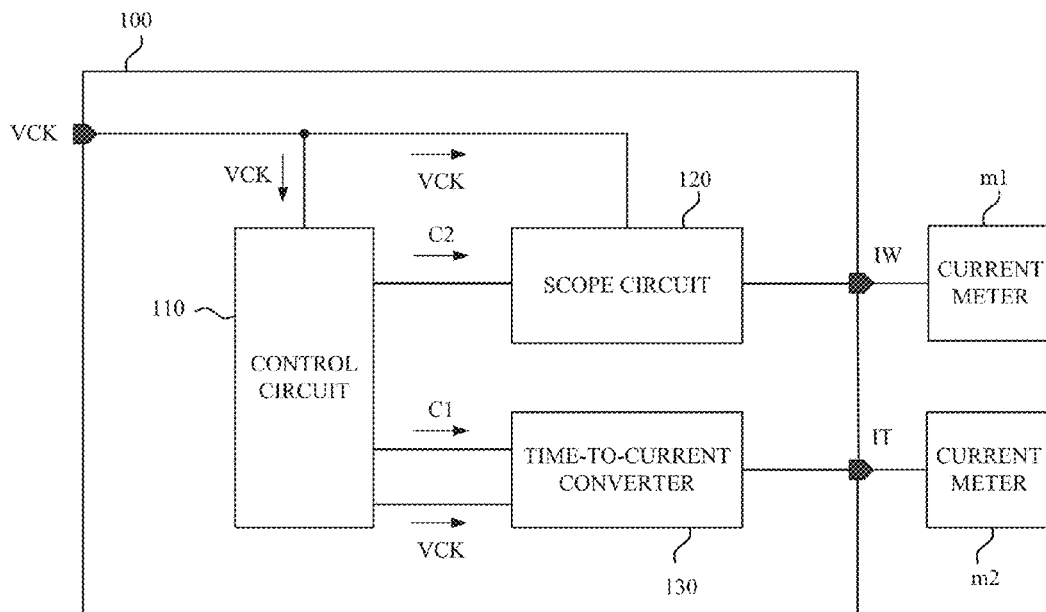 100
VCK
VCK
VCK
120
m1
C2
IW
SCOPE CIRCUIT
CURRENT
METER
110
CONTROL
CIRCUIT
C1
IT
TIME-TO-CURRENT
CONVERTER
CURRENT
METER
VCK
130
m2